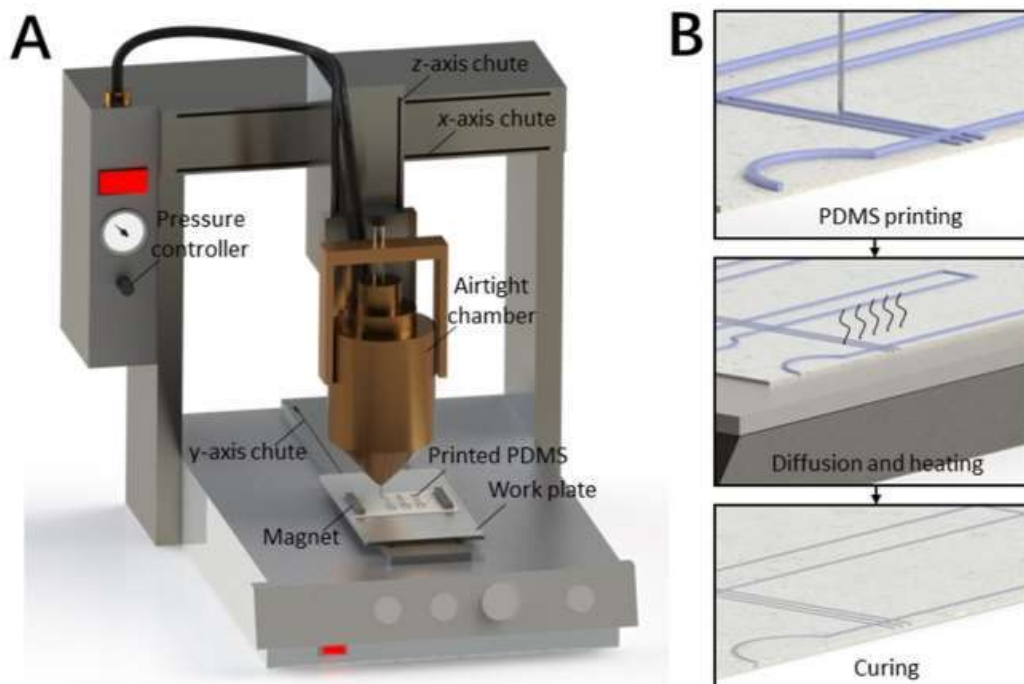 A
z-axis chute
x-axis chute
Pressure
controller
Airtight
chamber
y-axis chute
Printed PDMS
Work plate
Magnet
B
PDMS printing
Diffusion and heating
Curing